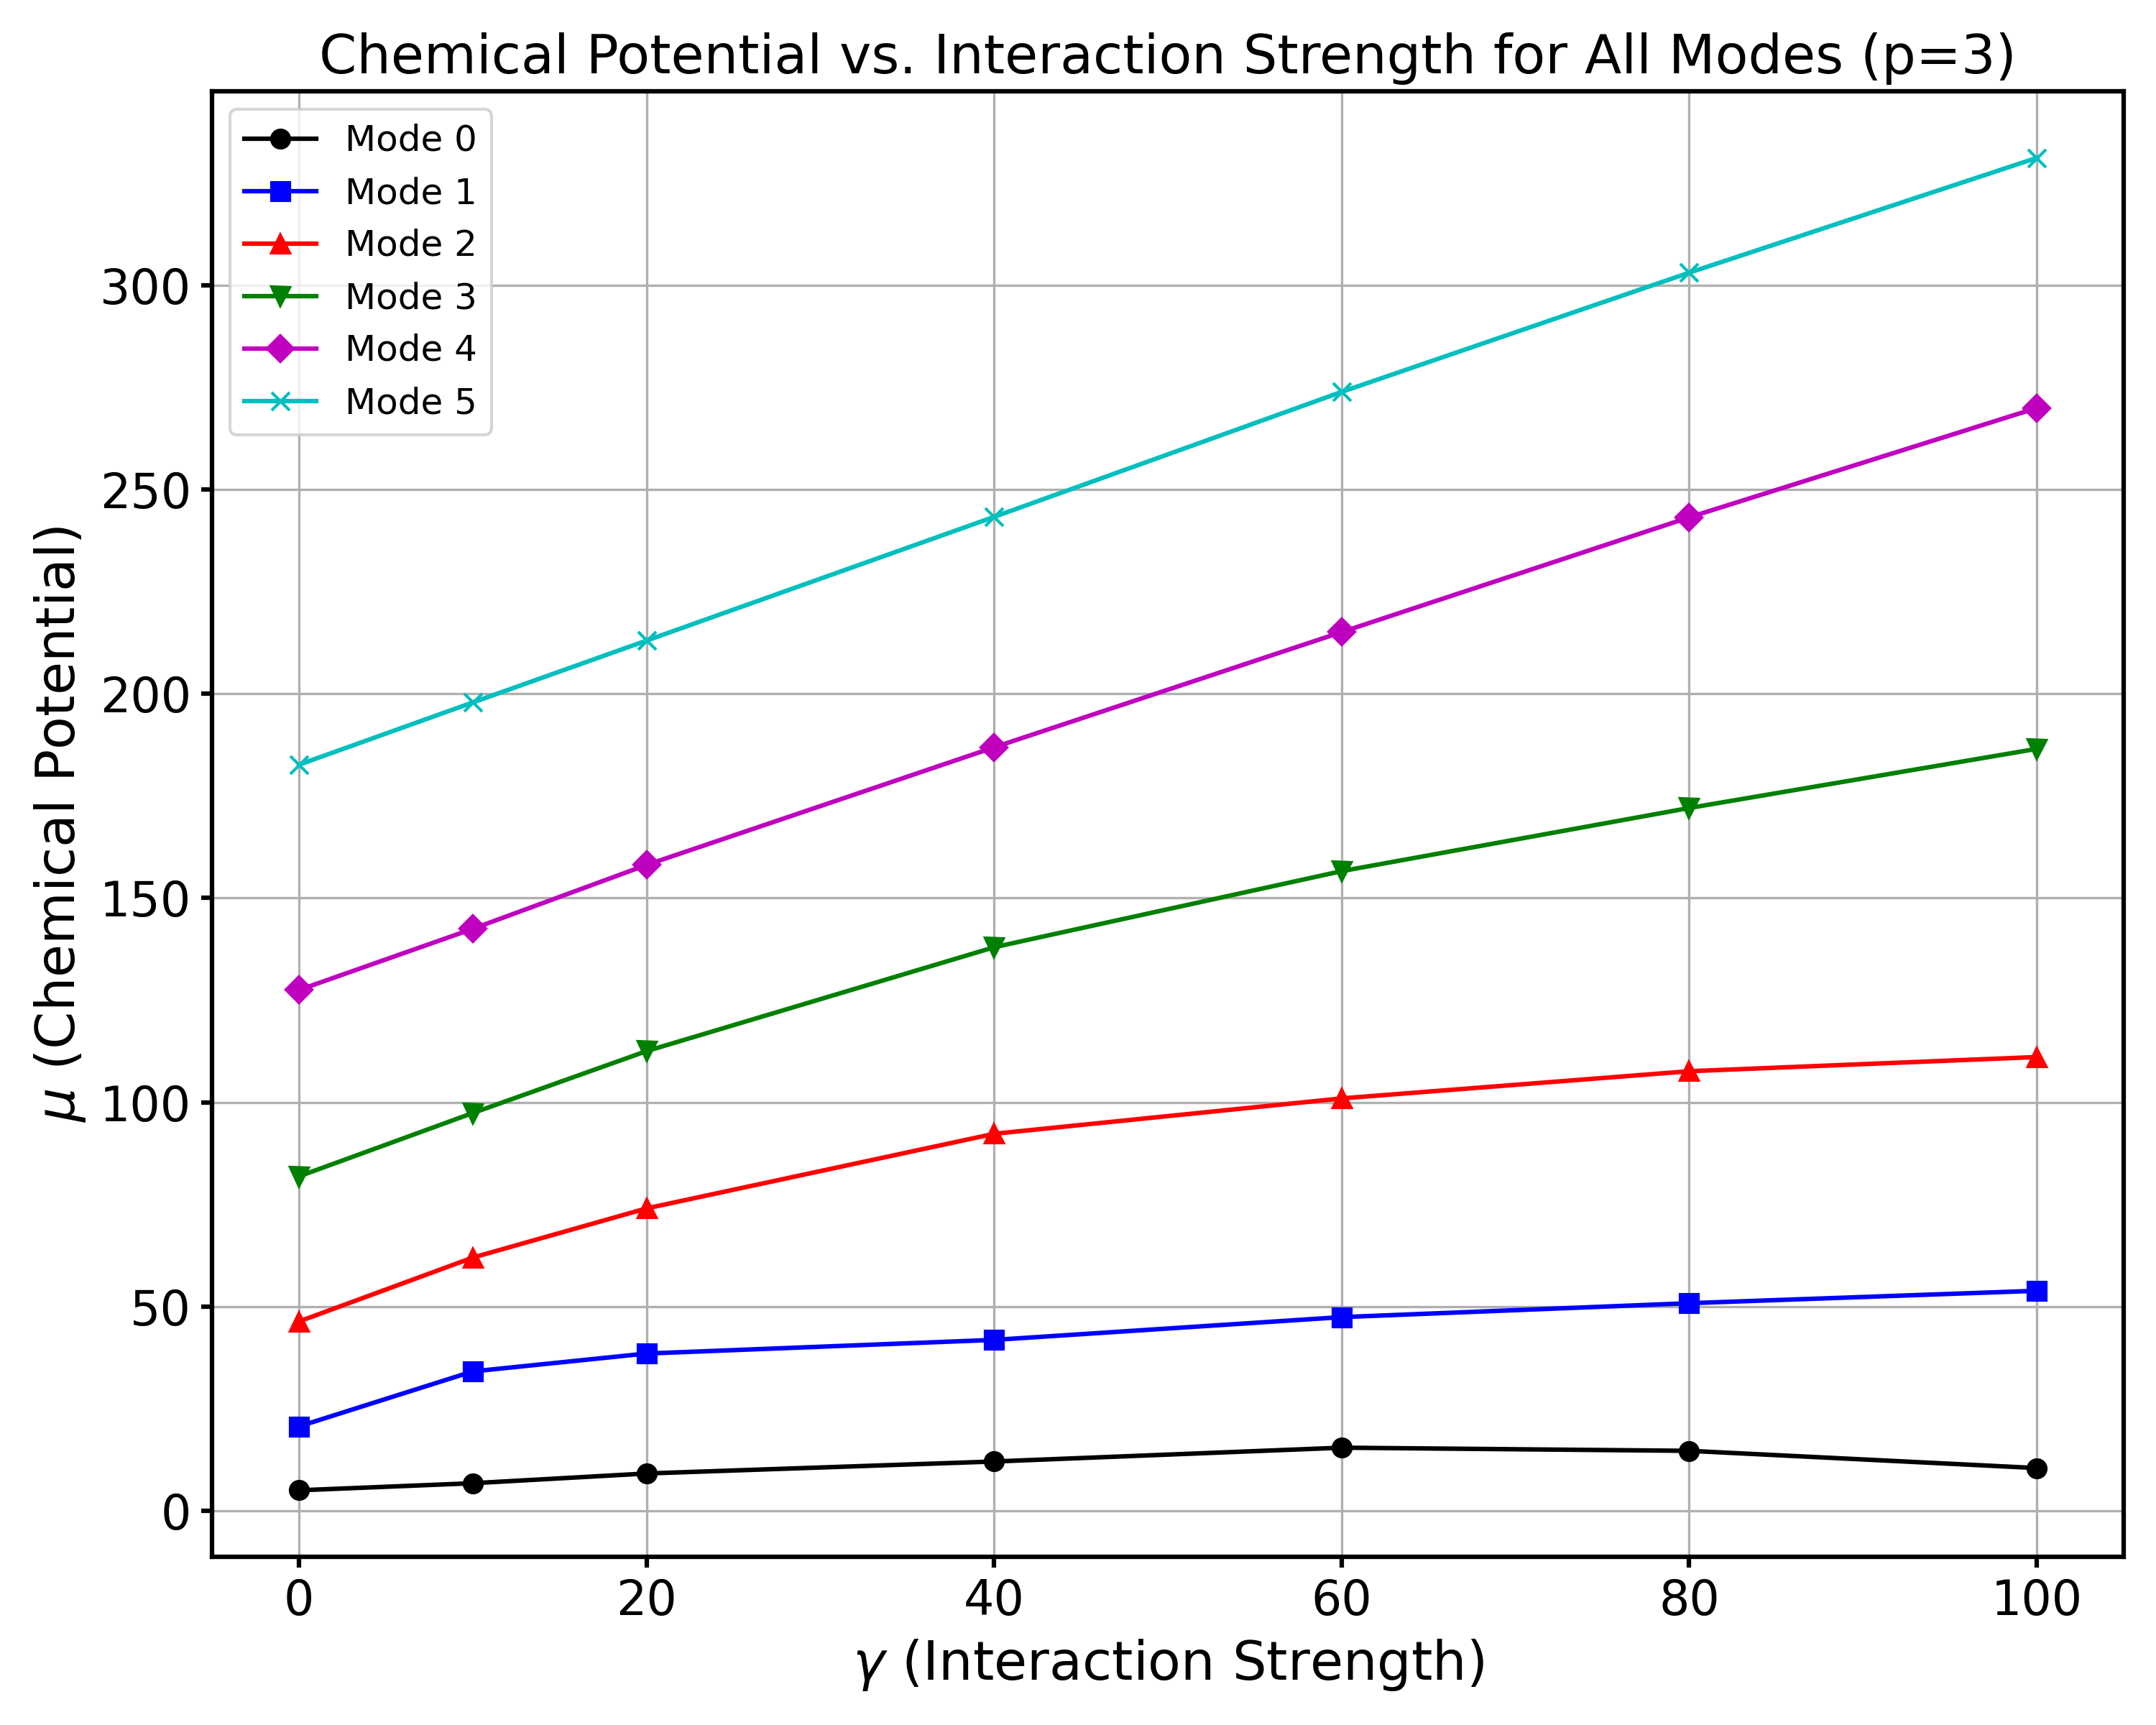 Chemical Potential vs. Interaction Strength for All Modes (p=3)
Mode 0
Mode 1
Mode 2
Mode 3
Mode 4
Mode 5
300
250
200
150
100
50
0
μ (Chemical Potential)
0 20 40 60 80 100
γ (Interaction Strength)